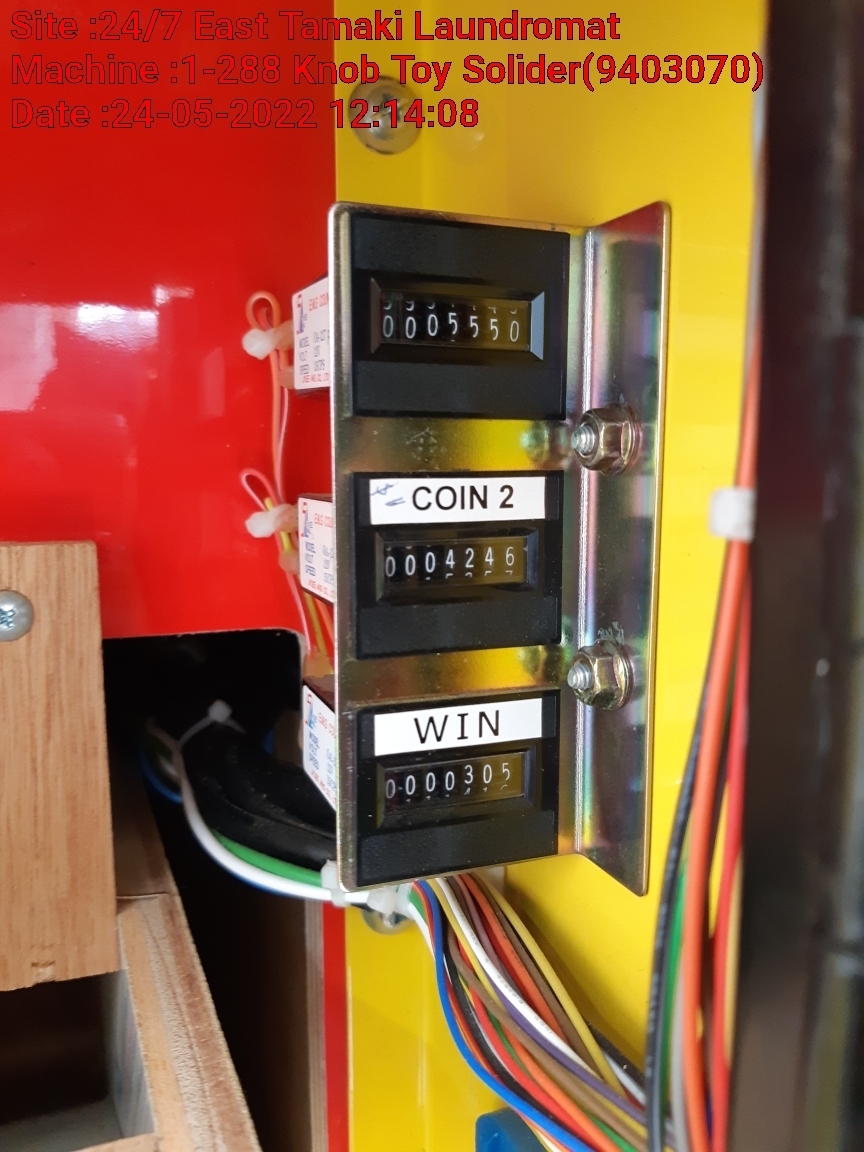 Site :24/7 East Tamaki Laundromat
Machine :1-288 Knob Toy Solider(9403070)
Date :24-05-2022 12:14:08
0005550
COIN 2
0004246
WIN
0000305